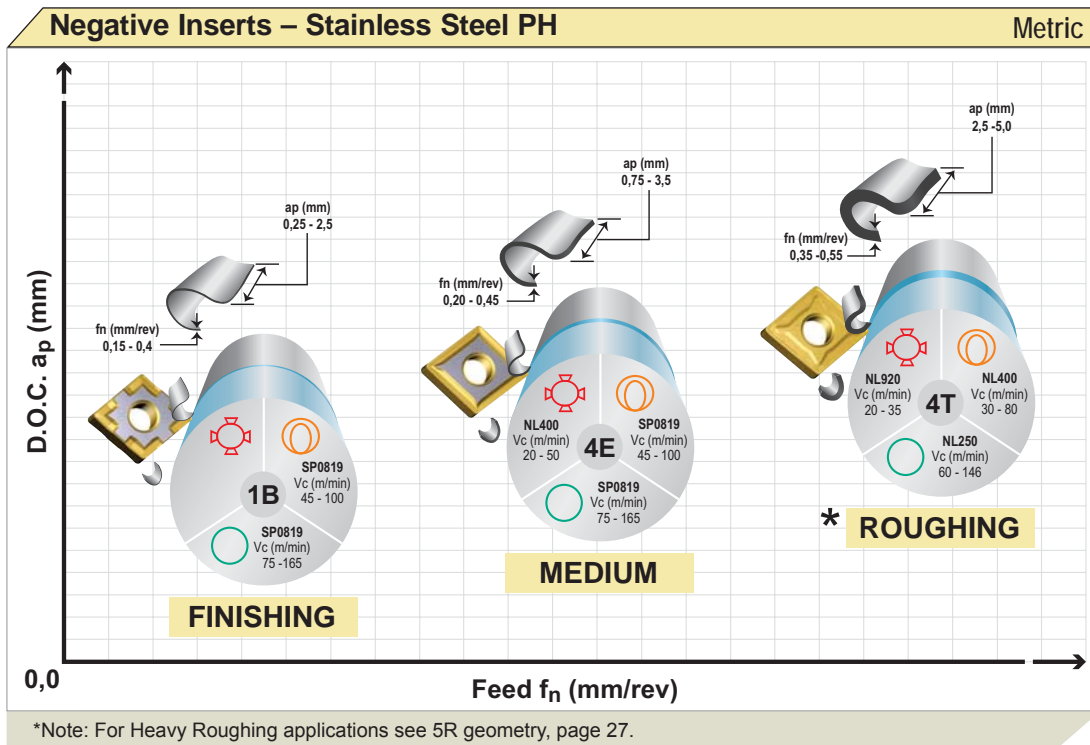 Negative Inserts – Stainless Steel PH
Metric
D.O.C. ap (mm)
ap (mm)
0,25 - 2,5
fn (mm/rev)
0,15 - 0,4
1B
SP0819
Vc (m/min)
45 - 100
SP0819
Vc (m/min)
75 -165
FINISHING
ap (mm)
0,75 - 3,5
fn (mm/rev)
0,20 - 0,45
NL400
Vc (m/min)
20 - 50
4E
SP0819
Vc (m/min)
45 - 100
SP0819
Vc (m/min)
75 - 165
MEDIUM
ap (mm)
2,5 -5,0
fn (mm/rev)
0,35 -0,55
NL920
Vc (m/min)
20 - 35
4T
NL400
Vc (m/min)
30 - 80
NL250
Vc (m/min)
60 - 146
* ROUGHING
0,0
Feed fn (mm/rev)
*Note: For Heavy Roughing applications see 5R geometry, page 27.